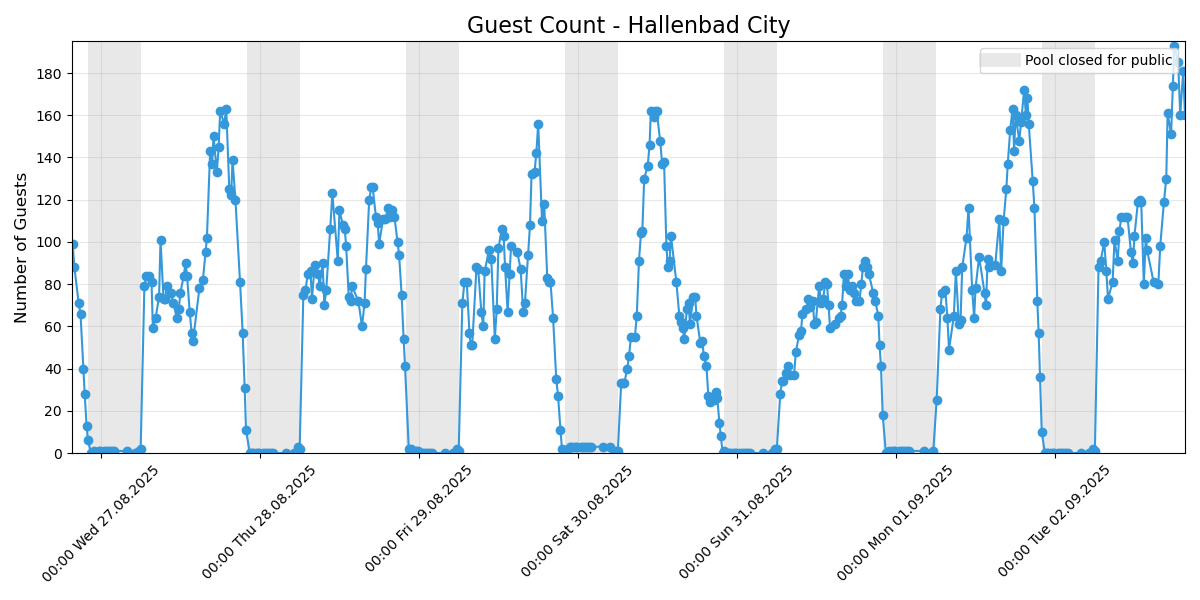 Guest Count - Hallenbad City
Pool closed for public
Number of Guests
180
160
140
120
100
80
60
40
20
0
00:00 Wed 27.08.2025
00:00 Thu 28.08.2025
00:00 Fri 29.08.2025
00:00 Sat 30.08.2025
00:00 Sun 31.08.2025
00:00 Mon 01.09.2025
00:00 Tue 02.09.2025